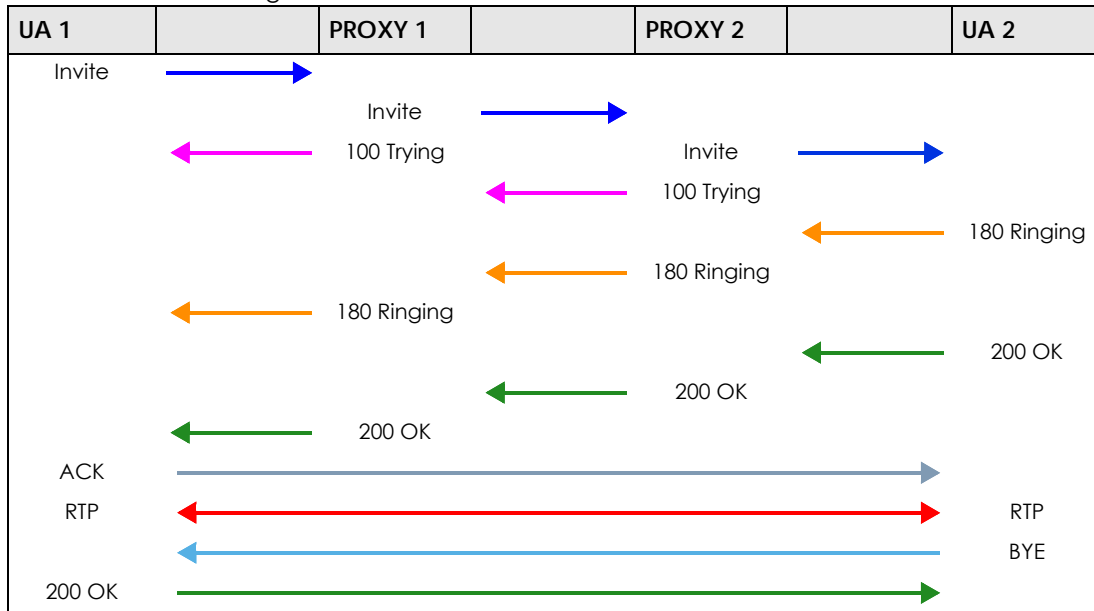 UA 1 PROXY 1 PROXY 2 UA 2
Invite
Invite
100 Trying Invite
100 Trying
180 Ringing
180 Ringing
180 Ringing
200 OK
200 OK
200 OK
ACK
RTP RTP
BYE
200 OK